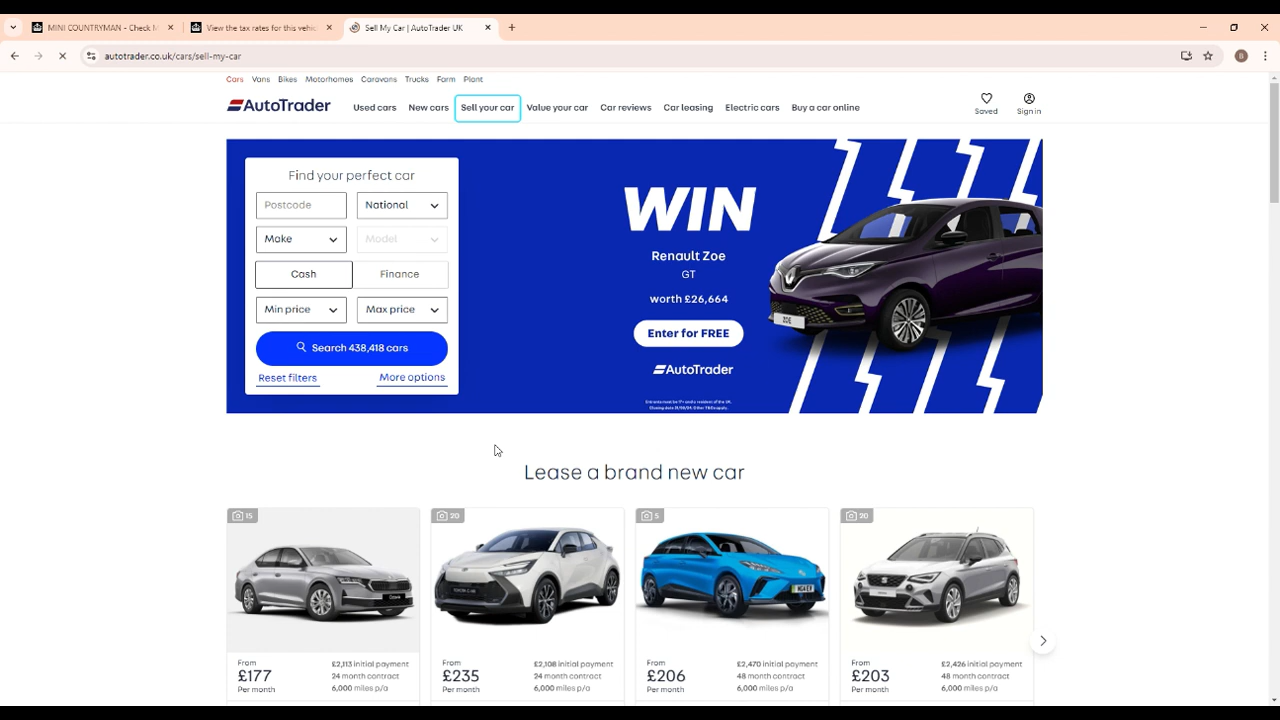 MINI COUNTRYMAN - Check M
View the tax rates for this vehic
Sell My Car | AutoTrader UK
autotrader.co.uk/cars/sell-my-car
B
Cars Vans Bikes Motorhomes Caravans Trucks Farm Plant
AutoTrader
Used cars New cars Sell your car Value your car Car reviews Car leasing Electric cars Buy a car online
Saved Sign in
Find your perfect car
Postcode National
Make Model
Cash Finance
Min price Max price
Search 438,418 cars
Reset filters More options
WIN
Renault Zoe
GT
worth £26,664
Enter for FREE
AutoTrader
ZOE
Lease a brand new car
15 20 5 20
From From From From
£177 £235 £206 £203
Per month Per month Per month Per month
£2,113 initial payment
24 month contract
6,000 miles p/a
£2,108 initial payment
24 month contract
6,000 miles p/a
£2,470 initial payment
48 month contract
6,000 miles p/a
£2,426 initial payment
48 month contract
6,000 miles p/a